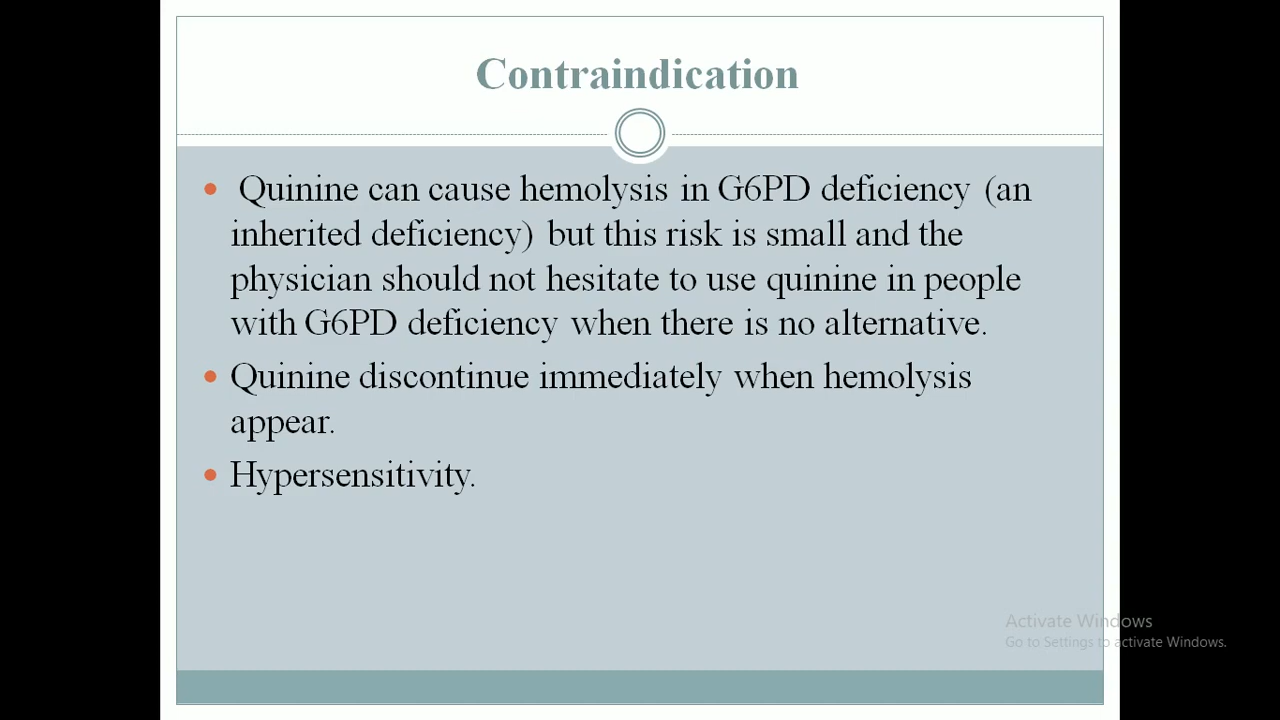 Contraindication
Quinine can cause hemolysis in G6PD deficiency (an
inherited deficiency) but this risk is small and the
physician should not hesitate to use quinine in people
with G6PD deficiency when there is no alternative.
Quinine discontinue immediately when hemolysis
appear.
Hypersensitivity.
Activate Windows
Go to Settings to activate Windows.